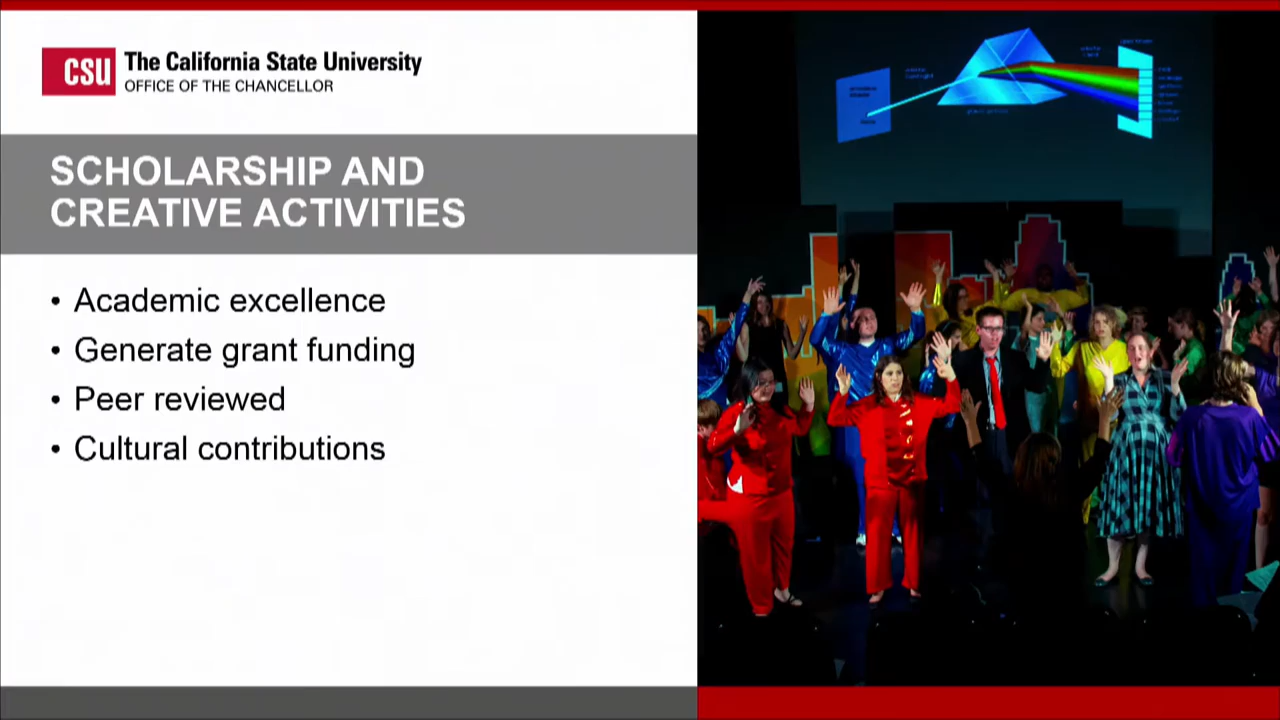 CSU The California State University
OFFICE OF THE CHANCELLOR
SCHOLARSHIP AND
CREATIVE ACTIVITIES
• Academic excellence
• Generate grant funding
• Peer reviewed
• Cultural contributions